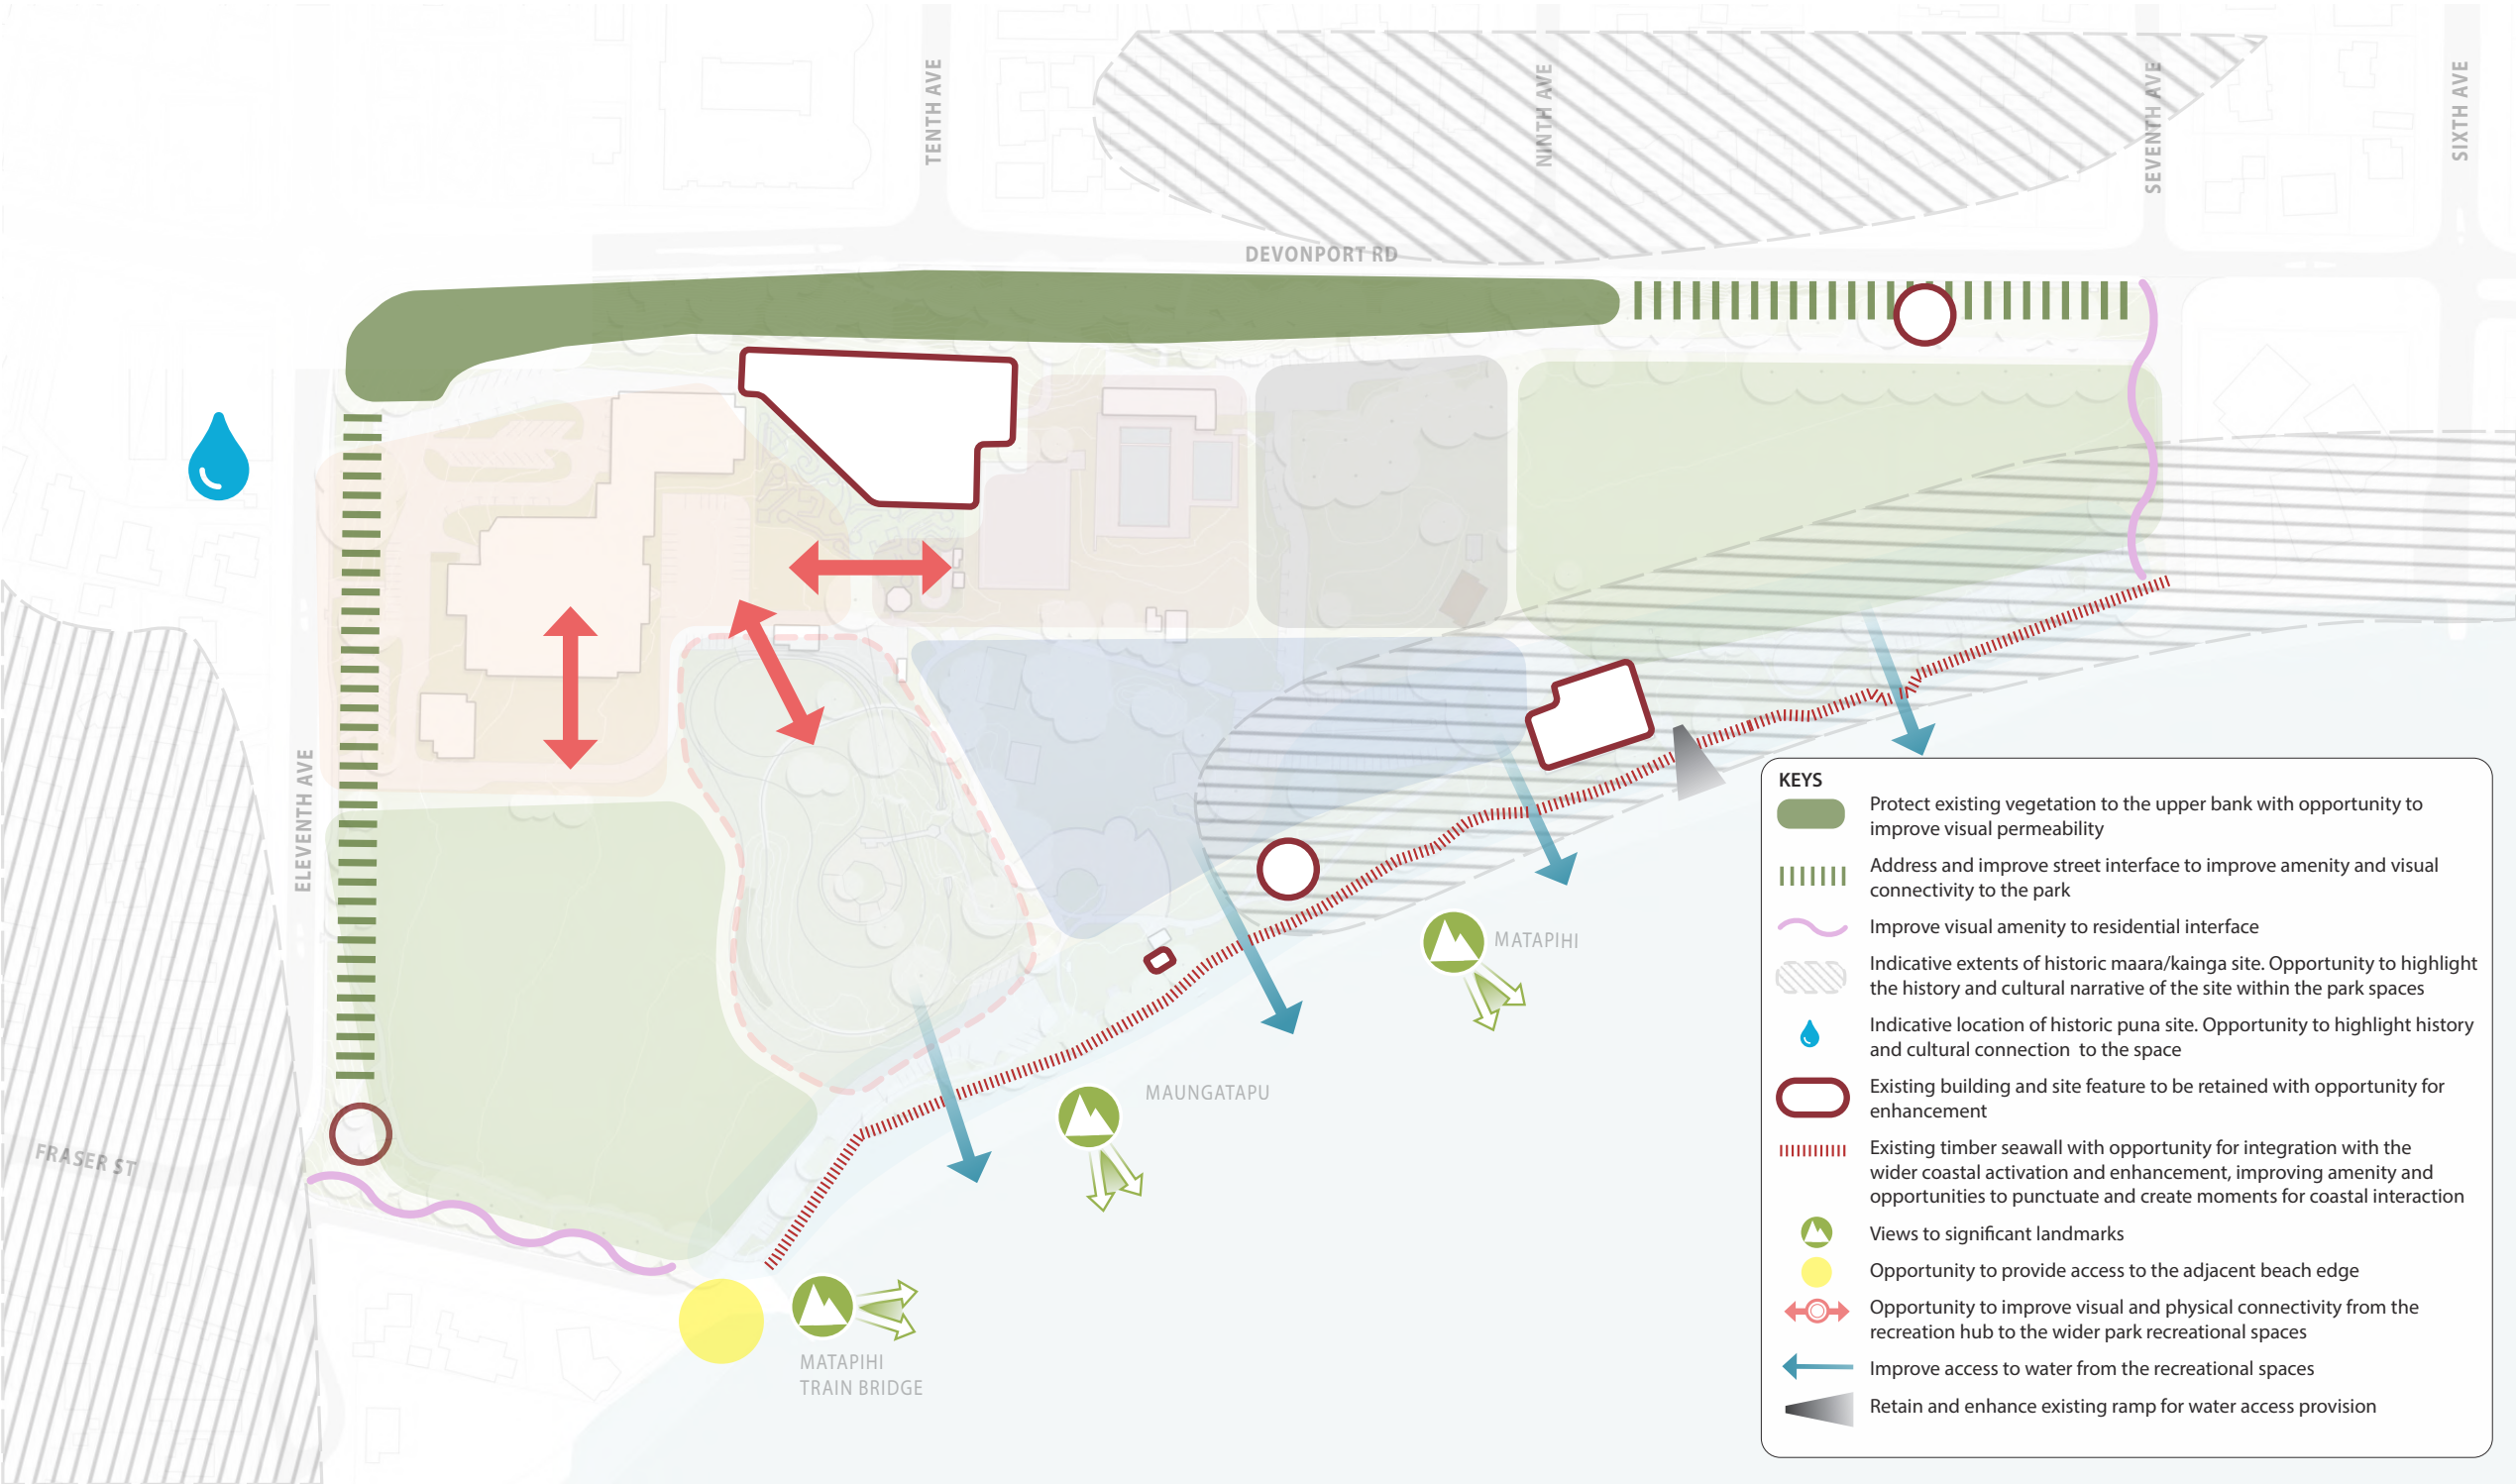 TENTH AVE
NINTH AVE
SEVENTH AVE
SIXTH AVE
DEVONPORT RD
ELEVENTH AVE
FRASER ST
MATAPIHI
MAUNGATAPU
MATAPIHI
TRAIN BRIDGE
KEYS
Protect existing vegetation to the upper bank with opportunity to
improve visual permeability
Address and improve street interface to improve amenity and visual
connectivity to the park
Improve visual amenity to residential interface
Indicative extents of historic maara/kainga site. Opportunity to highlight
the history and cultural narrative of the site within the park spaces
Indicative location of historic puna site. Opportunity to highlight history
and cultural connection to the space
Existing building and site feature to be retained with opportunity for
enhancement
Existing timber seawall with opportunity for integration with the
wider coastal activation and enhancement, improving amenity and
opportunities to punctuate and create moments for coastal interaction
Views to significant landmarks
Opportunity to provide access to the adjacent beach edge
Opportunity to improve visual and physical connectivity from the
recreation hub to the wider park recreational spaces
Improve access to water from the recreational spaces
Retain and enhance existing ramp for water access provision